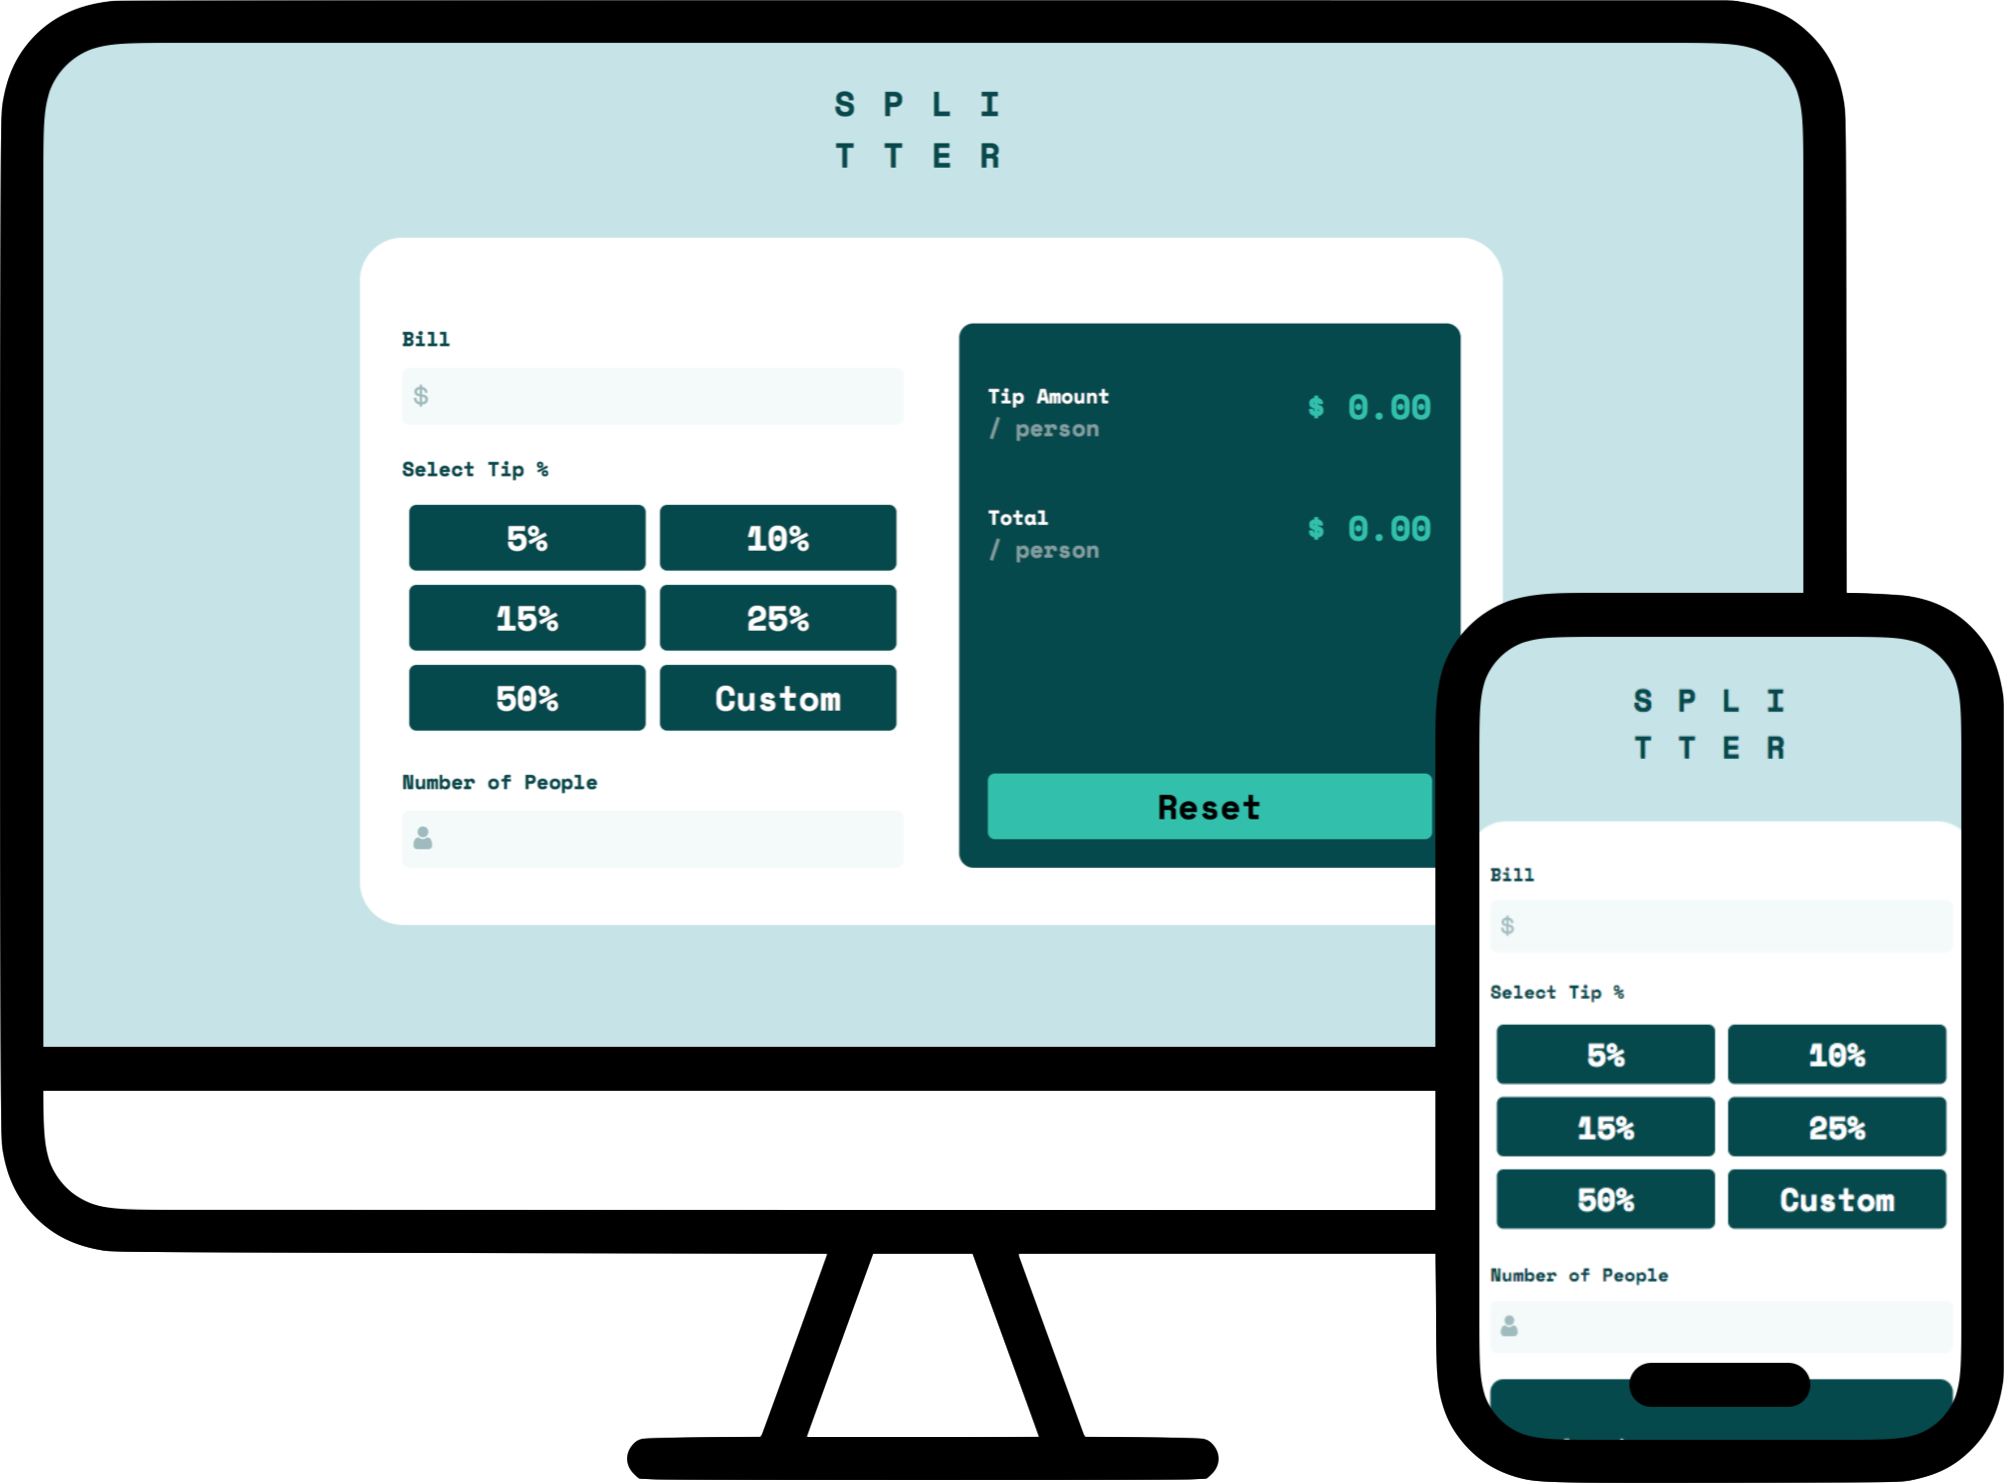 S P L I
T T E R
Bill
$
Select Tip %
5% 10%
15% 25%
50% Custom
Number of People
Tip Amount
/ person
$ 0.00
Total
/ person
$ 0.00
Reset
S P L I
T T E R
Bill
$
Select Tip %
5% 10%
15% 25%
50% Custom
Number of People